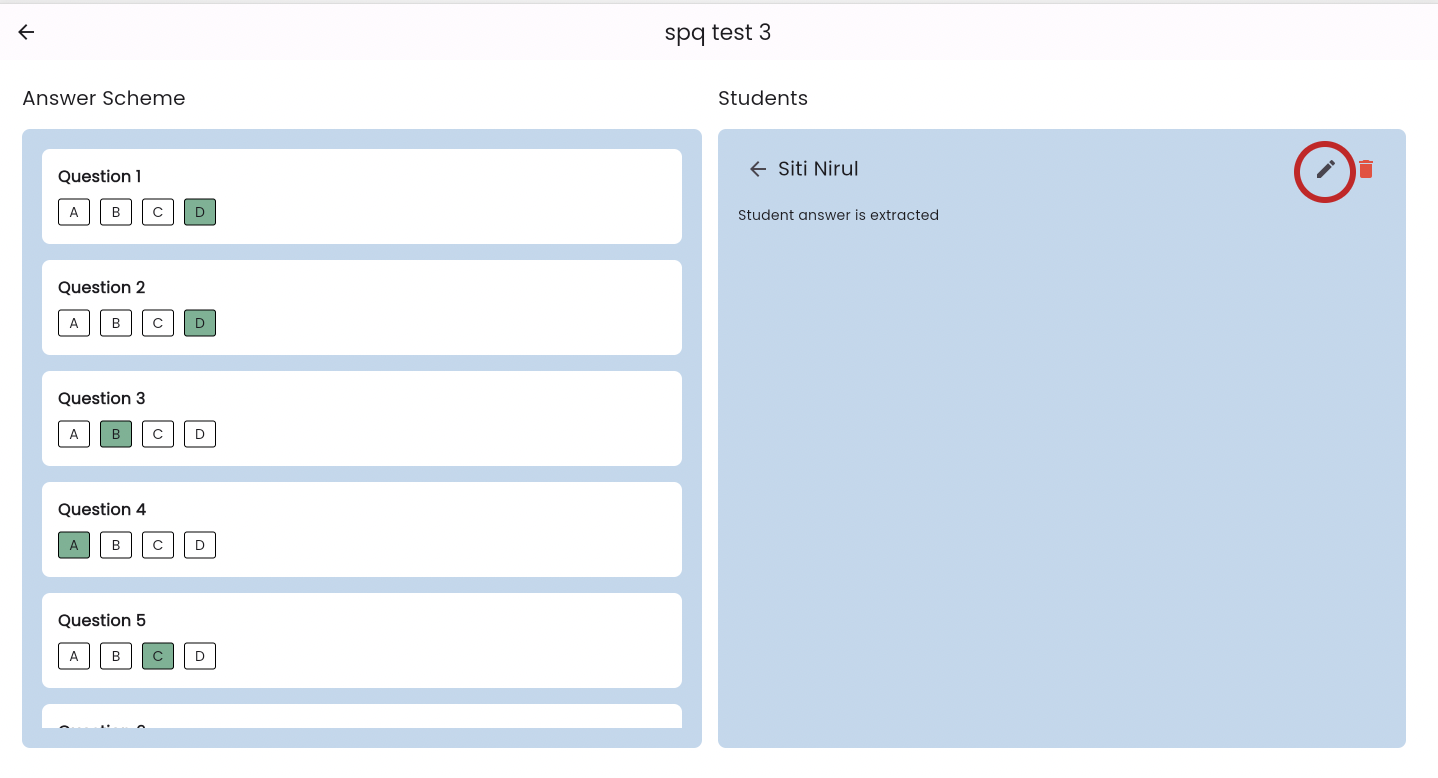 spq test 3
Answer Scheme
Question 1
A B C D
Question 2
A B C D
Question 3
A B C D
Question 4
A B C D
Question 5
A B C D
Students
Siti Nirul
Student answer is extracted